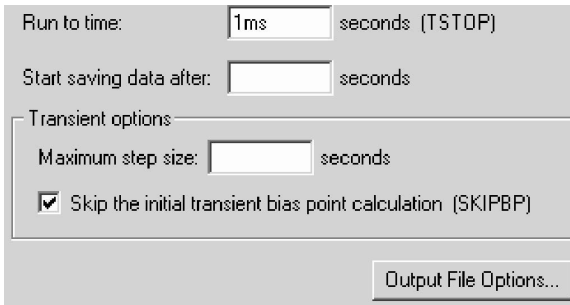 Run to time: 1ms seconds (TSTOP)
Start saving data after: seconds
Transient options
Maximum step size: seconds
Skip the initial transient bias point calculation (SKIPBP)
Output File Options...